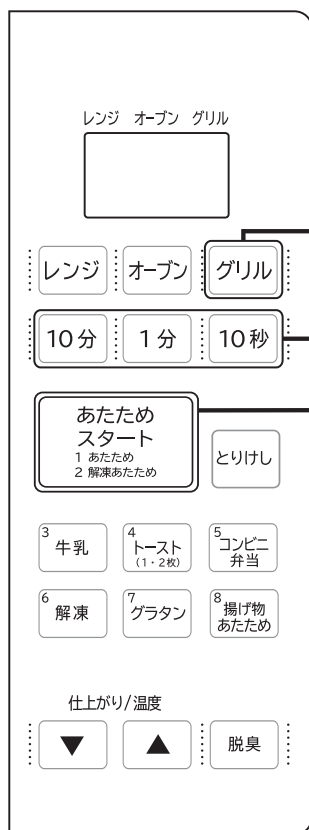 レンジ オーブン グリル
レンジ オーブン グリル
10分 1分 10秒
あたため
スタート
1 あたため
2 解凍あたため
とりけし
3 牛乳
4 トースト
(1・2枚)
5 コンビニ
弁当
6 解凍
7 グラタン
8 揚げ物
あたため
仕上がり/温度
▼ ▲ 脱臭